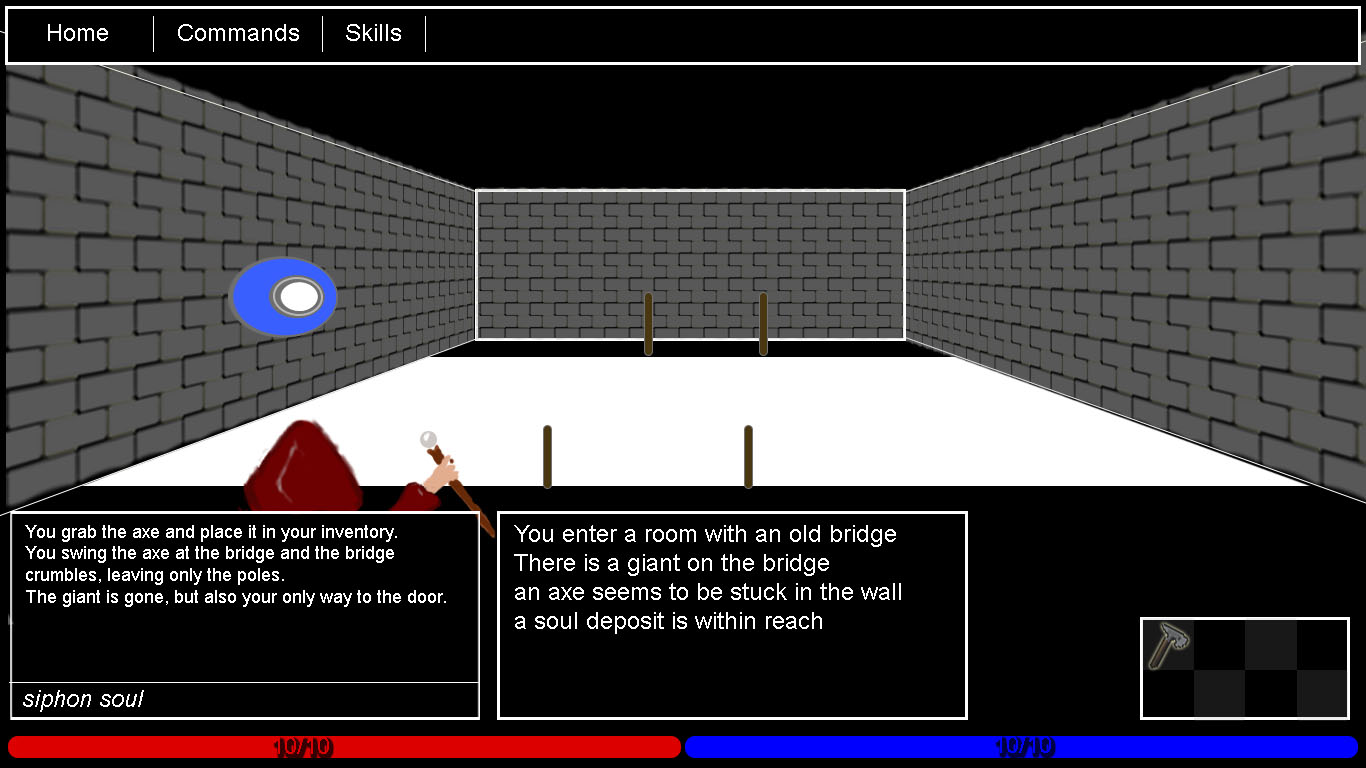 Home
Commands
Skills
You grab the axe and place it in your inventory.
You swing the axe at the bridge and the bridge
crumbles, leaving only the poles.
The giant is gone, but also your only way to the door.
siphon soul
You enter a room with an old bridge
There is a giant on the bridge
an axe seems to be stuck in the wall
a soul deposit is within reach
10/10
10/10